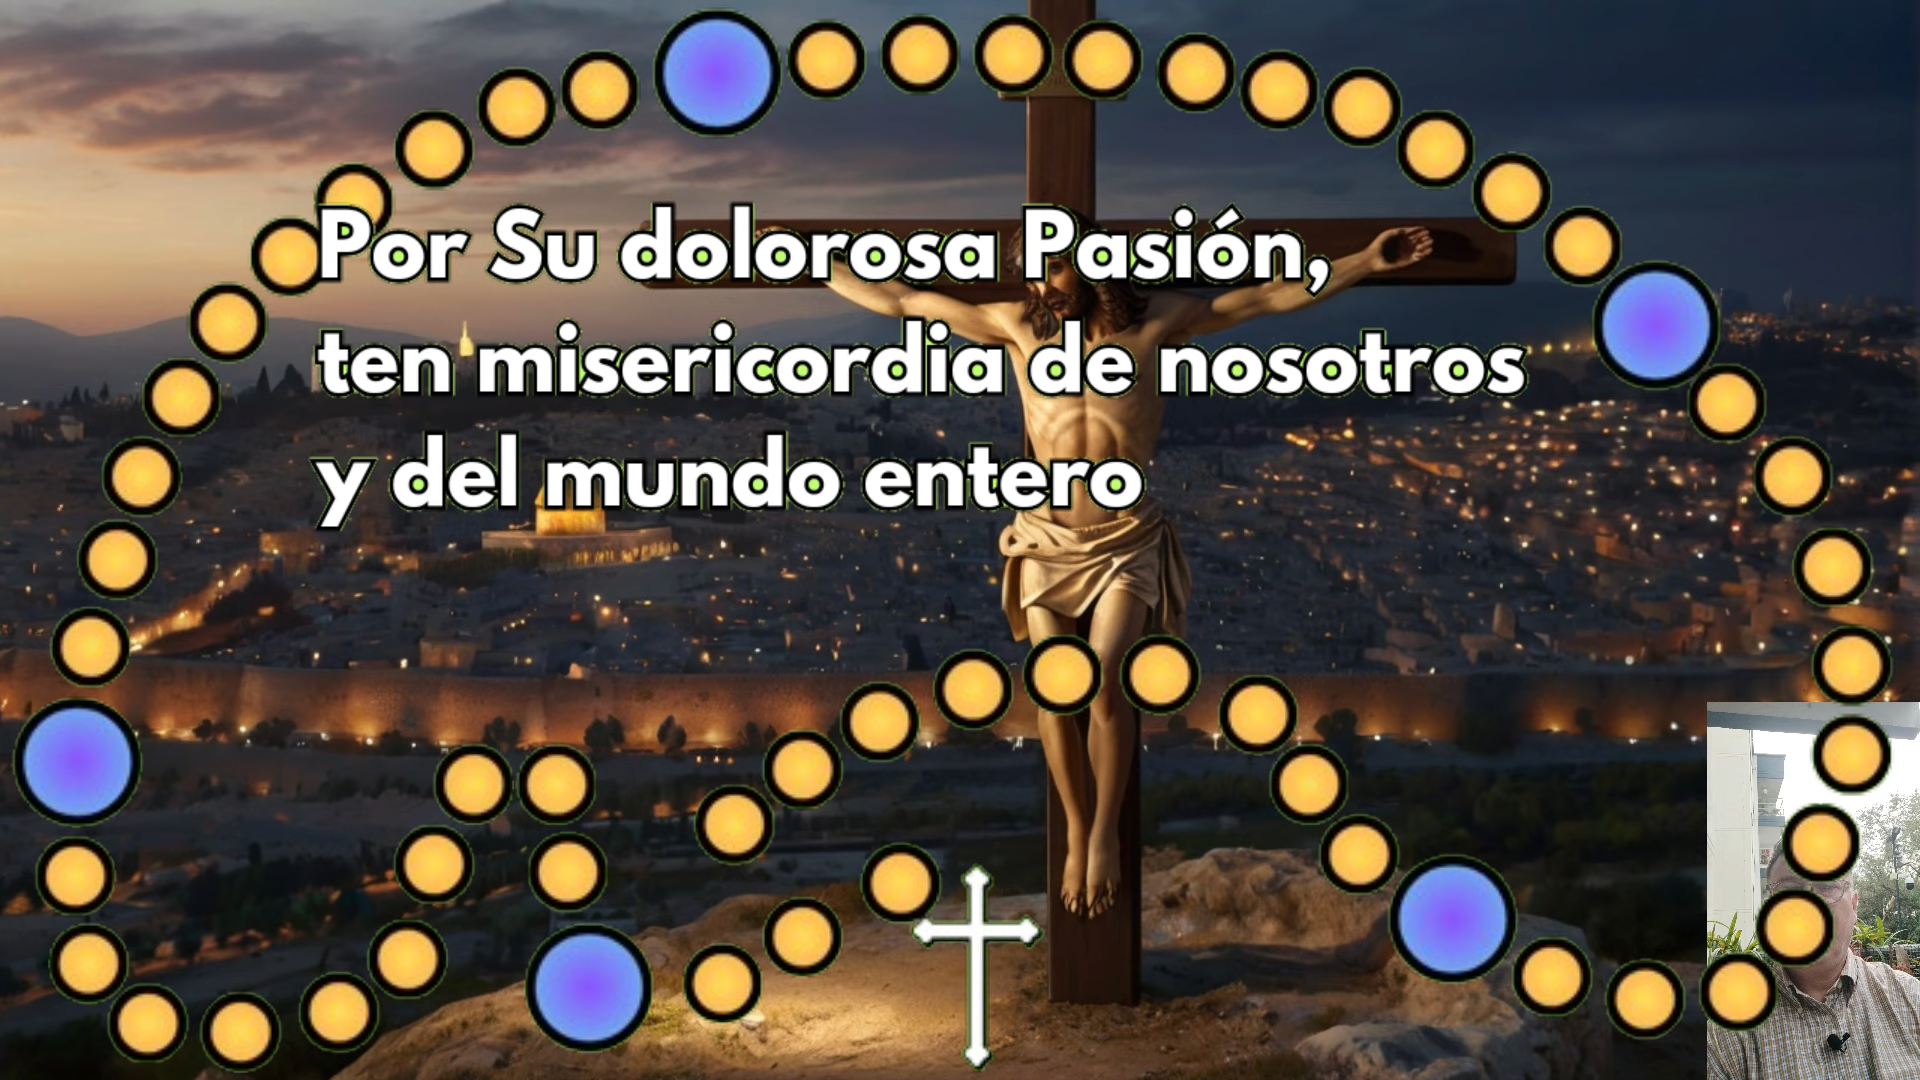 Por Su dolorosa Pasión,
ten misericordia de nosotros
y del mundo entero